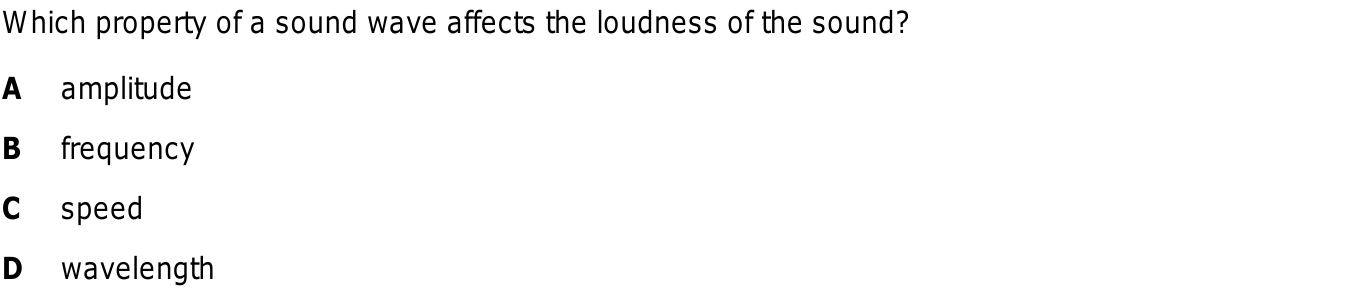 Which property of a sound wave affects the loudness of the sound?
A amplitude
B frequency
C speed
D wavelength